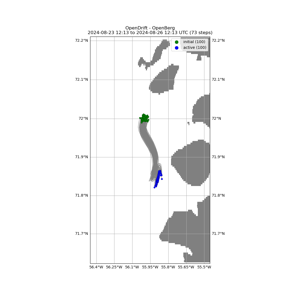 OpenDrift - OpenBerg
2024-08-23 12:13 to 2024-08-26 12:13 UTC (73 steps)
initial (100)
active (100)
72.2°N 72.2°N
72.1°N 72.1°N
72°N 72°N
71.9°N 71.9°N
71.8°N 71.8°N
71.7°N 71.7°N
56.4°W 56.25°W 56.1°W 55.95°W 55.8°W 55.65°W 55.5°W